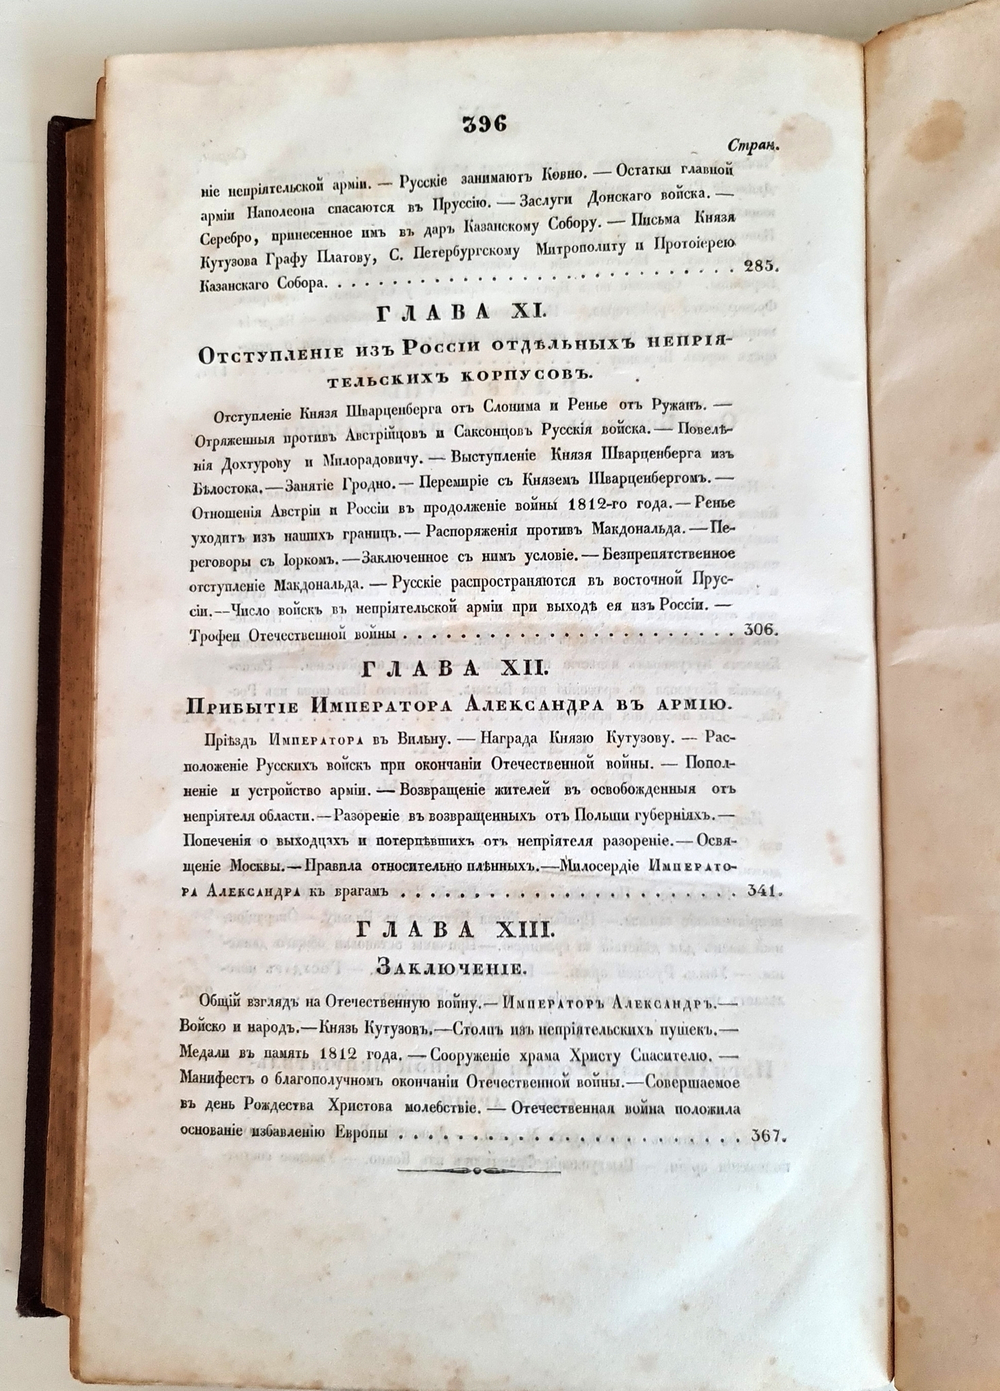 396
Стран.
ніе непріятельской арміи. — Русскіе занимаютъ Ковно. — Остатки главной
арміи Наполеона спасаются въ Пруссію. — Заслуги Донскаго войска. —
Серебро, принесенное имъ въ даръ Казанскому Собору. — Письма Князя
Кутузова Графу Платову, С. Петербургскому Митрополиту и Протоіерею
Казанскаго Собора. . . . . . . . . . . . . . . . . . . . . . . . 285.
ГЛАВА XI.
Отступленіе изъ Россіи отдѣльныхъ непрія-
тельскихъ корпусовъ.
Отступленіе Князя Шварценберга отъ Слонима и Ренье отъ Ружанъ. —
Отряженныя противъ Австрійцовъ и Саксонцовъ Русскія войска. — Повелѣ-
нія Дохтурову и Милорадовичу. — Выступленіе Князя Шварценберга изъ
Бѣлостока. — Занятіе Гродно. — Перемиріе съ Княземъ Шварценбергомъ. —
Отношенія Австріи и Россіи въ продолженіе войны 1812-го года. — Ренье
уходитъ изъ нашихъ границъ. — Распоряженія противъ Макдональда. — Пе-
реговоры съ Іоркомъ. — Заключенное съ нимъ условіе. — Безпрепятственное
отступленіе Макдональда. — Русскіе распространяются въ восточной Прус-
сіи. — Число войскъ въ непріятельской арміи при выходѣ ея изъ Россіи. —
Трофеи Отечественной войны . . . . . . . . . . . . . . . . . . . . 306.
ГЛАВА XII.
Прибытіе Императора Александра въ армію.
Пріѣздъ Императора въ Вильну. — Награда Князю Кутузову. — Рас-
положеніе Русскихъ войскъ при окончаніи Отечественной войны. — Попол-
неніе и устройство арміи. — Возвращеніе жителей въ освобожденныя отъ
непріятеля области. — Разореніе въ возвращенныхъ отъ Польши губерніяхъ. —
Попеченія о выходцахъ и потерпѣвшихъ отъ непріятеля разореніе. — Освя-
щеніе Москвы. — Правила относительно плѣнныхъ. — Милосердіе Императо-
ра Александра къ врагамъ . . . . . . . . . . . . . . . . . . . . 341.
ГЛАВА XIII.
Заключеніе.
Общій взглядъ на Отечественную войну. — Императоръ Александръ. —
Войско и народъ. — Князь Кутузовъ. — Столпъ изъ непріятельскихъ пушекъ. —
Медали въ память 1812 года. — Сооруженіе храма Христу Спасителю. —
Манифестъ о благополучномъ окончаніи Отечественной войны. — Совершаемое
въ день Рождества Христова молебствіе. — Отечественная война положила
основаніе избавленію Европы . . . . . . . . . . . . . . . . . . . . 367.